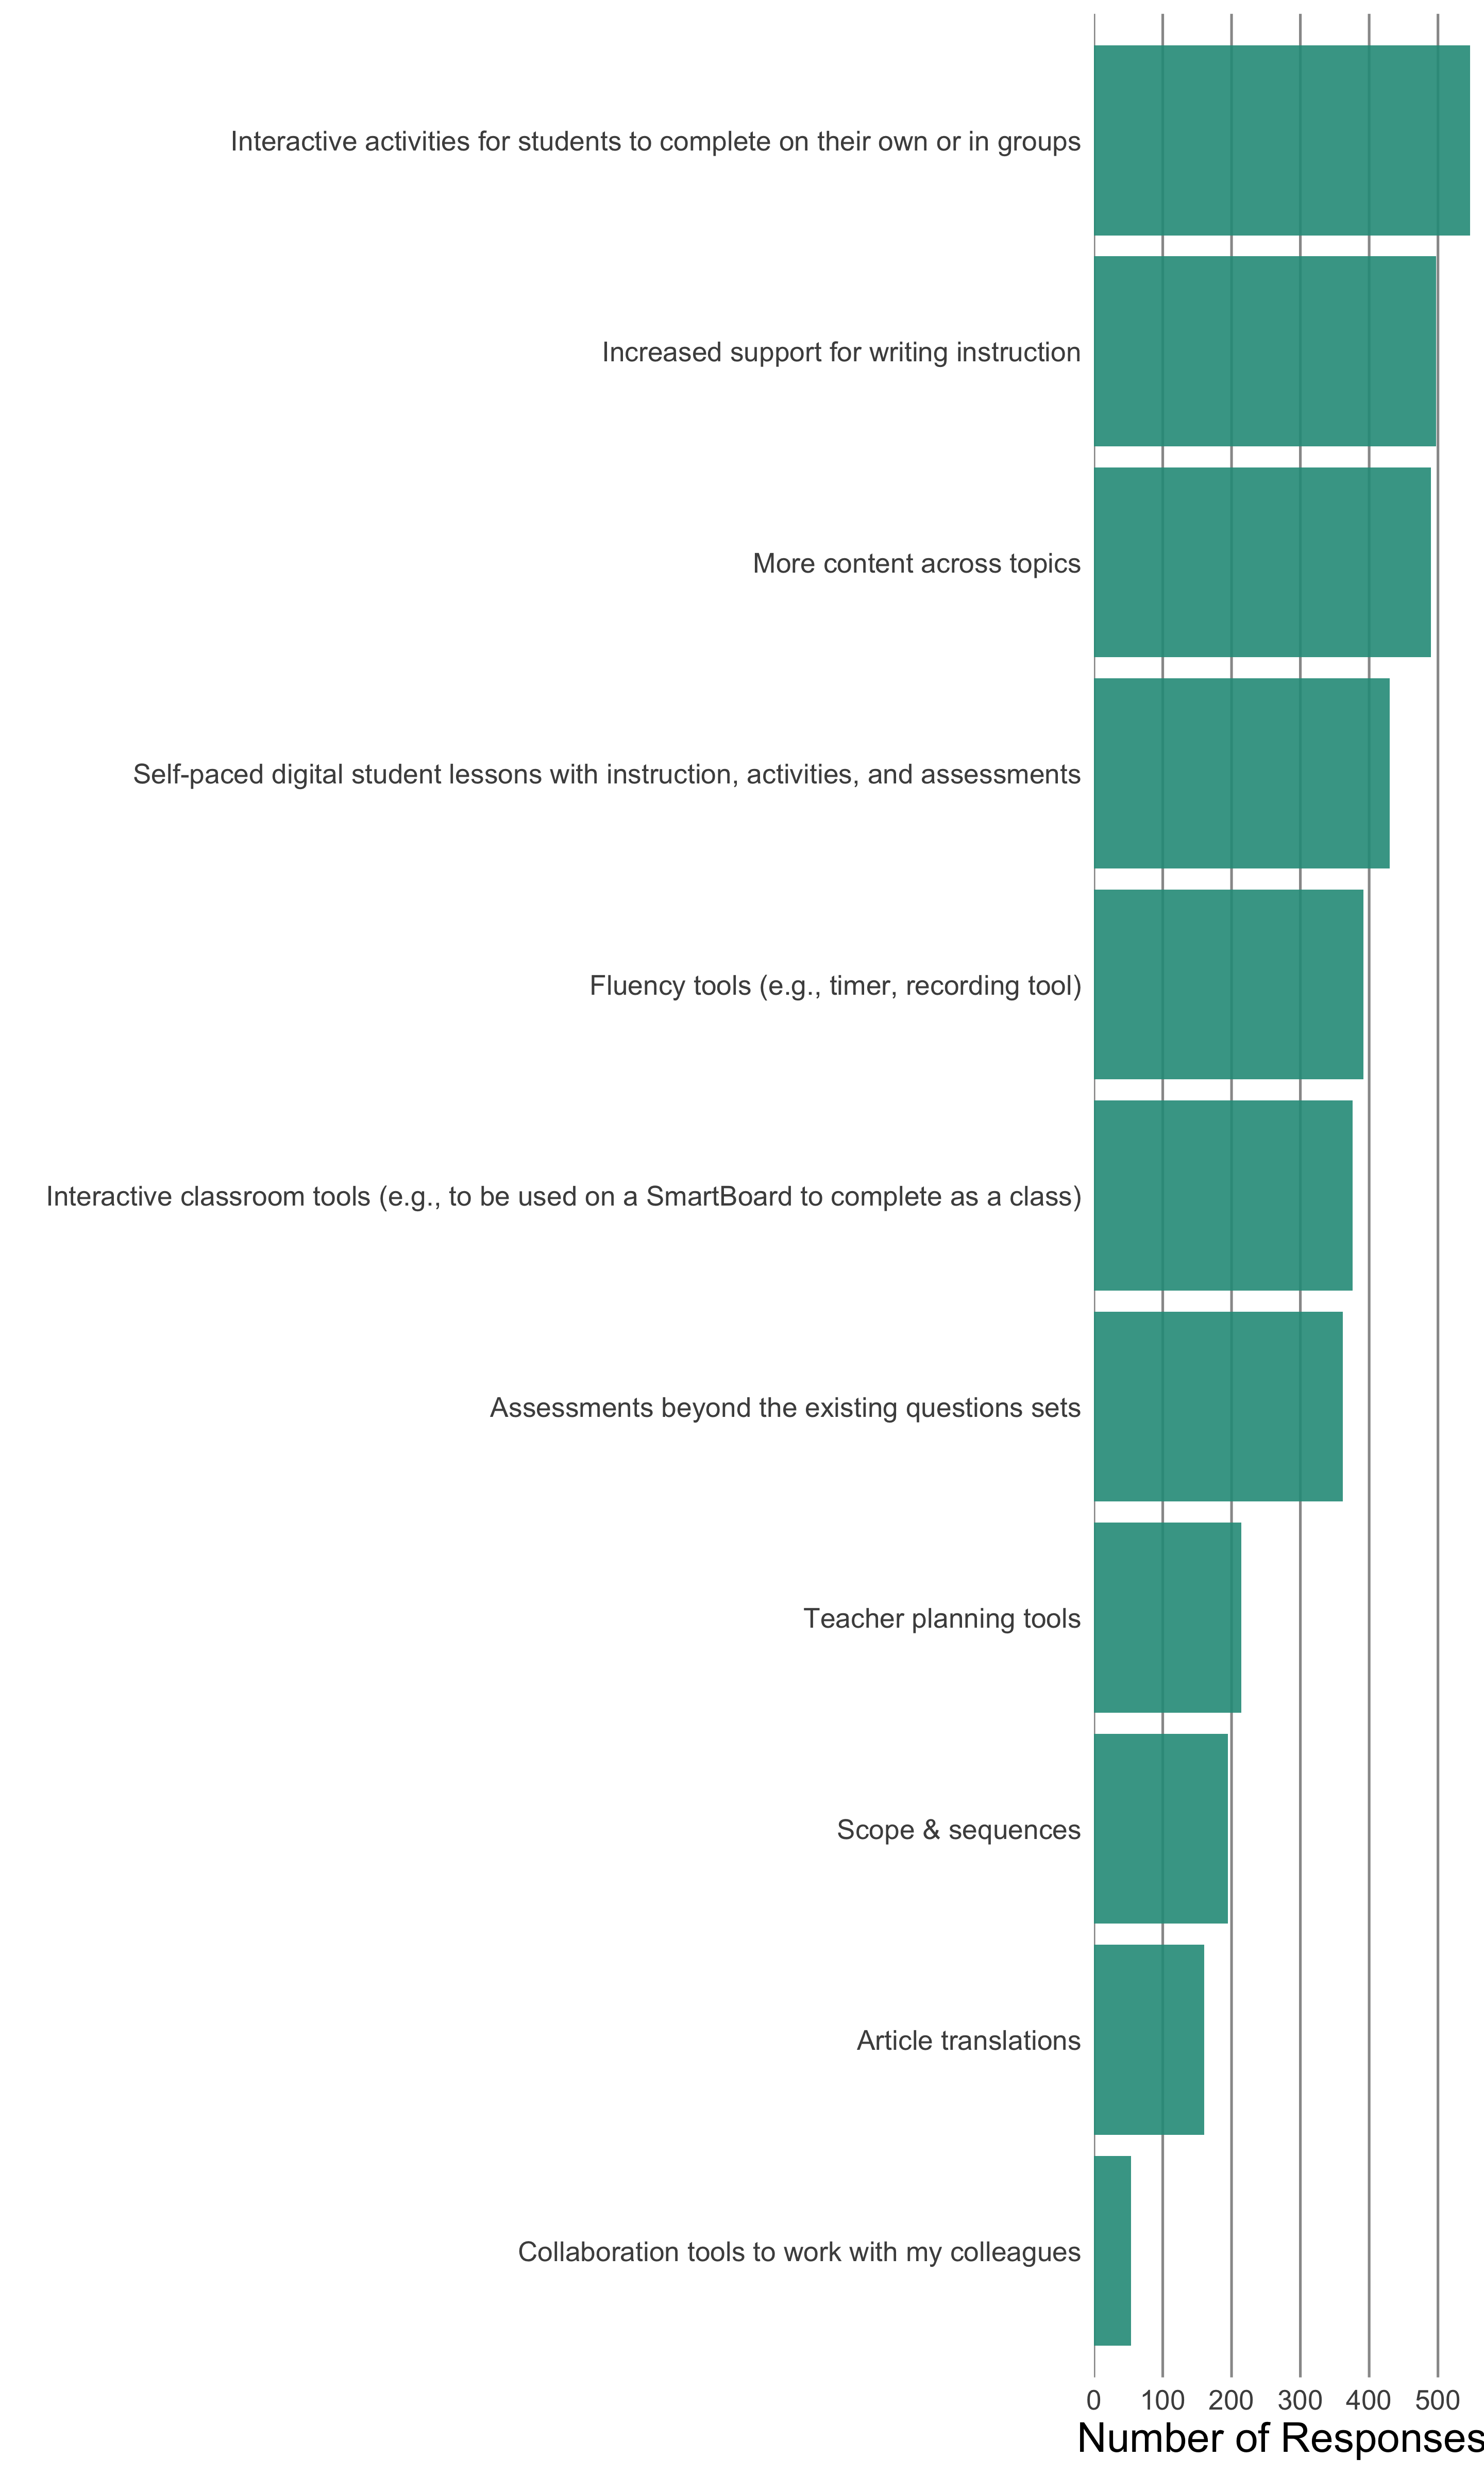 Interactive activities for students to complete on their own or in groups
Increased support for writing instruction
More content across topics
Self-paced digital student lessons with instruction, activities, and assessments
Fluency tools (e.g., timer, recording tool)
Interactive classroom tools (e.g., to be used on a SmartBoard to complete as a class)
Assessments beyond the existing questions sets
Teacher planning tools
Scope & sequences
Article translations
Collaboration tools to work with my colleagues
0 100 200 300 400 500
Number of Responses